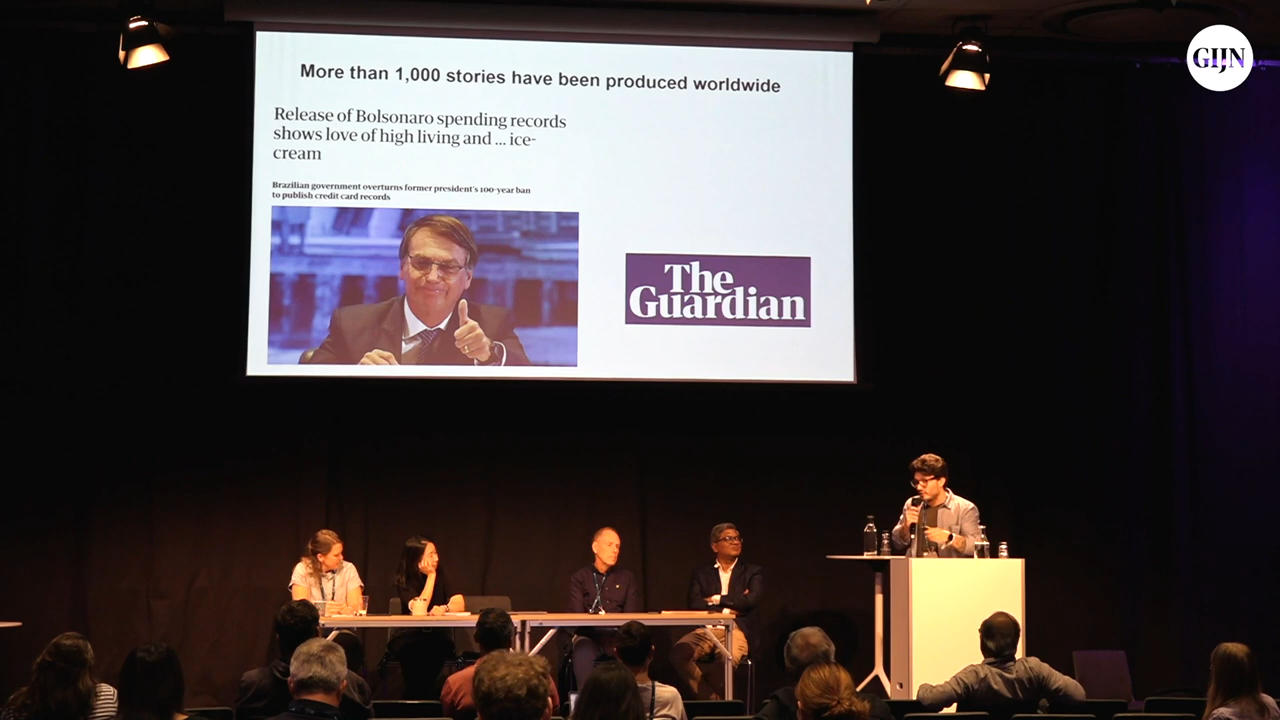 GIJN
More than 1,000 stories have been produced worldwide
Release of Bolsonaro spending records
shows love of high living and ... ice-
cream
Brazilian government overturns former president's 100-year ban
to publish credit card records
The
Guardian